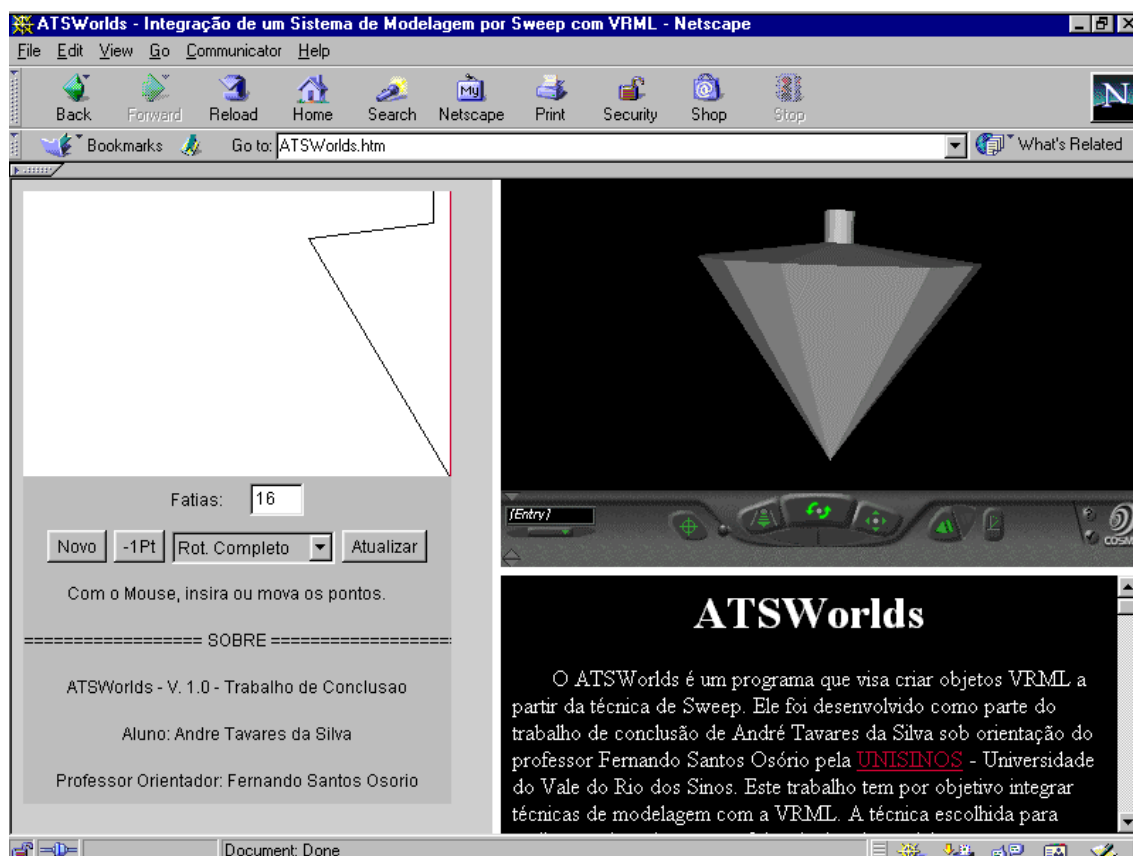 ATSWorlds - Integração de um Sistema de Modelagem por Sweep com VRML - Netscape
File Edit View Go Communicator Help
My
Back Forward Reload Home Search Netscape Print Security Shop Stop
N
Bookmarks Go to: ATSWorlds.htm What's Related
Fatias: 16
Novo -1Pt Rot. Completo Atualizar
Com o Mouse, insira ou mova os pontos.
================== SOBRE ==================
ATSWorlds - V. 1.0 - Trabalho de Conclusao
Aluno: Andre Tavares da Silva
Professor Orientador: Fernando Santos Osorio
[Entry]
COSM
ATSWorlds
O ATSWorlds é um programa que visa criar objetos VRML a
partir da técnica de Sweep. Ele foi desenvolvido como parte do
trabalho de conclusão de André Tavares da Silva sob orientação do
professor Fernando Santos Osório pela UNISINOS - Universidade
do Vale do Rio dos Sinos. Este trabalho tem por objetivo integrar
técnicas de modelagem com a VRML. A técnica escolhida para
Document: Done